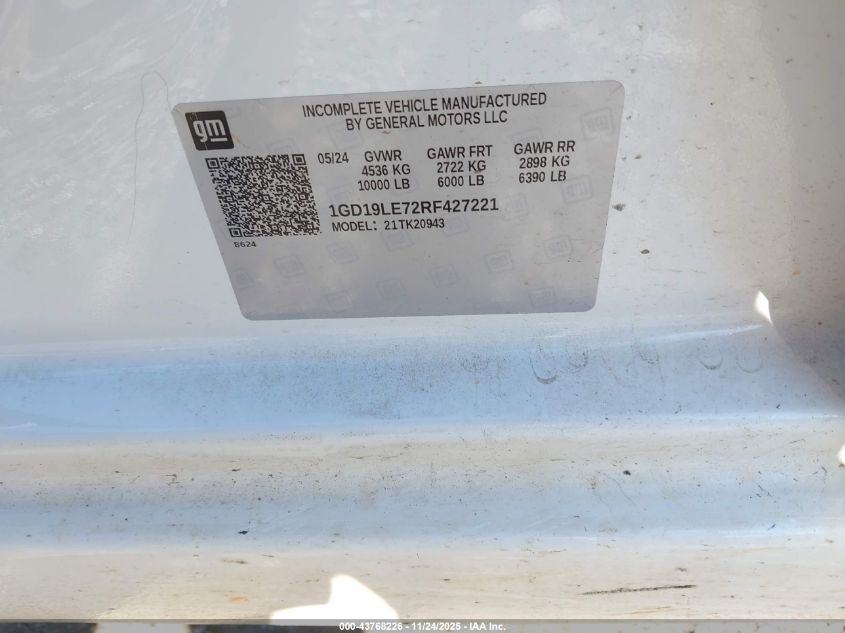 INCOMPLETE VEHICLE MANUFACTURED
BY GENERAL MOTORS LLC
gm
05/24 GVWR GAWR FRT GAWR RR
4536 KG 2722 KG 2898 KG
10000 LB 6000 LB 6390 LB
1GD19LE72RF427221
MODEL: 21TK20943
B624
000-43768226 - 11/24/2025 - IAA Inc.